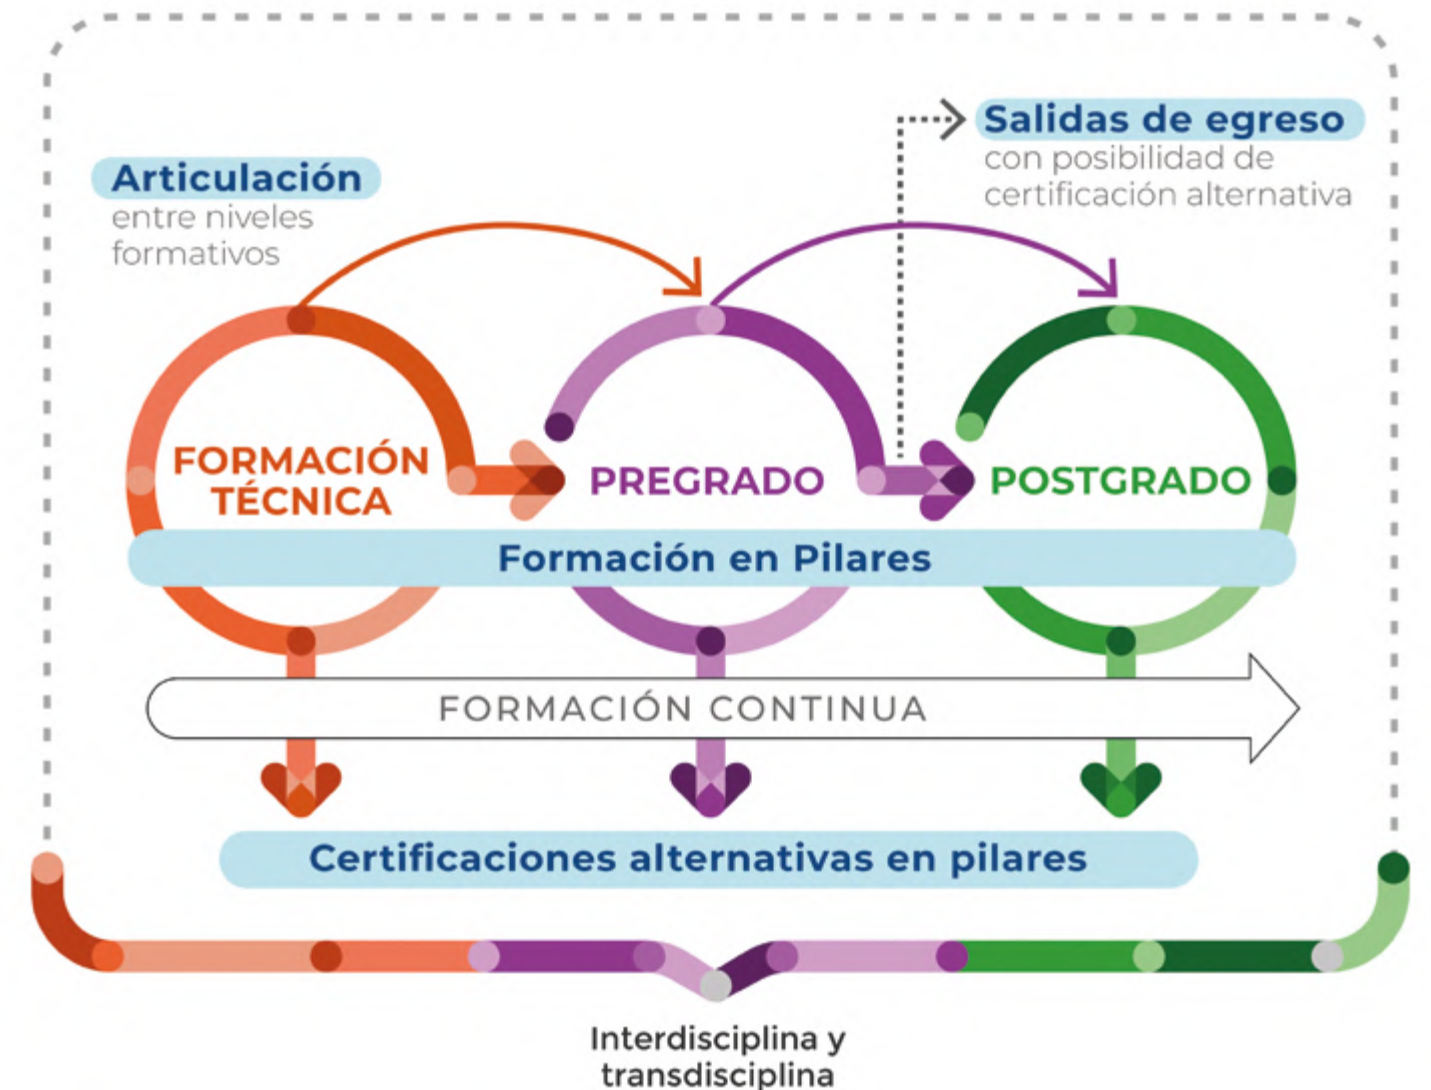 Salidas de egreso
con posibilidad de
certificación alternativa
Articulación
entre niveles
formativos
FORMACIÓN
TÉCNICA
PREGRADO
POSTGRADO
Formación en Pilares
FORMACIÓN CONTINUA
Certificaciones alternativas en pilares
Interdisciplina y
transdisciplina